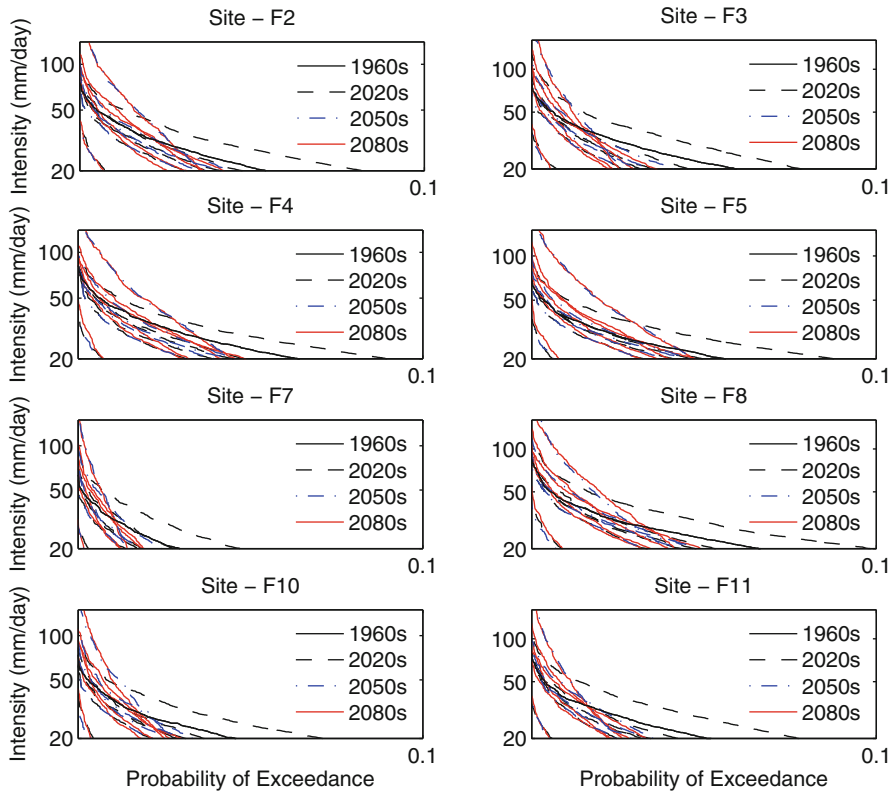 Site – F2
Intensity (mm/day)
100
50
20
0.1
1960s
2020s
2050s
2080s
Site – F3
Intensity (mm/day)
100
50
20
0.1
1960s
2020s
2050s
2080s
Site – F4
Intensity (mm/day)
100
50
20
0.1
1960s
2020s
2050s
2080s
Site – F5
100
50
20
0.1
1960s
2020s
2050s
2080s
Site – F7
Intensity (mm/day)
100
50
20
0.1
1960s
2020s
2050s
2080s
Site – F8
100
50
20
0.1
1960s
2020s
2050s
2080s
Site – F10
Intensity (mm/day)
100
50
20
0.1
1960s
2020s
2050s
2080s
Probability of Exceedance
Site – F11
100
50
20
0.1
1960s
2020s
2050s
2080s
Probability of Exceedance